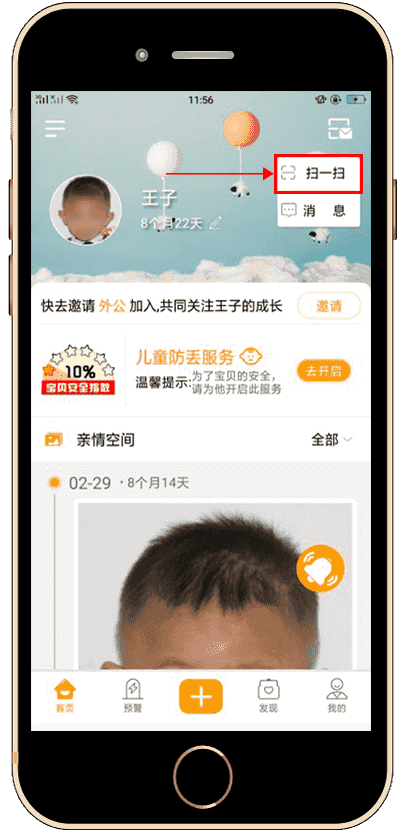 11:56
扫一扫
王子
8个月22天
消 息
快去邀请 外公 加入,共同关注王子的成长
邀请
10%
宝贝安全指数
儿童防丢服务
温馨提示:为了宝贝的安全,
请为他开启此服务
去开启
亲情空间
全部
02-29 ·8个月14天
首页
预警
发现
我的